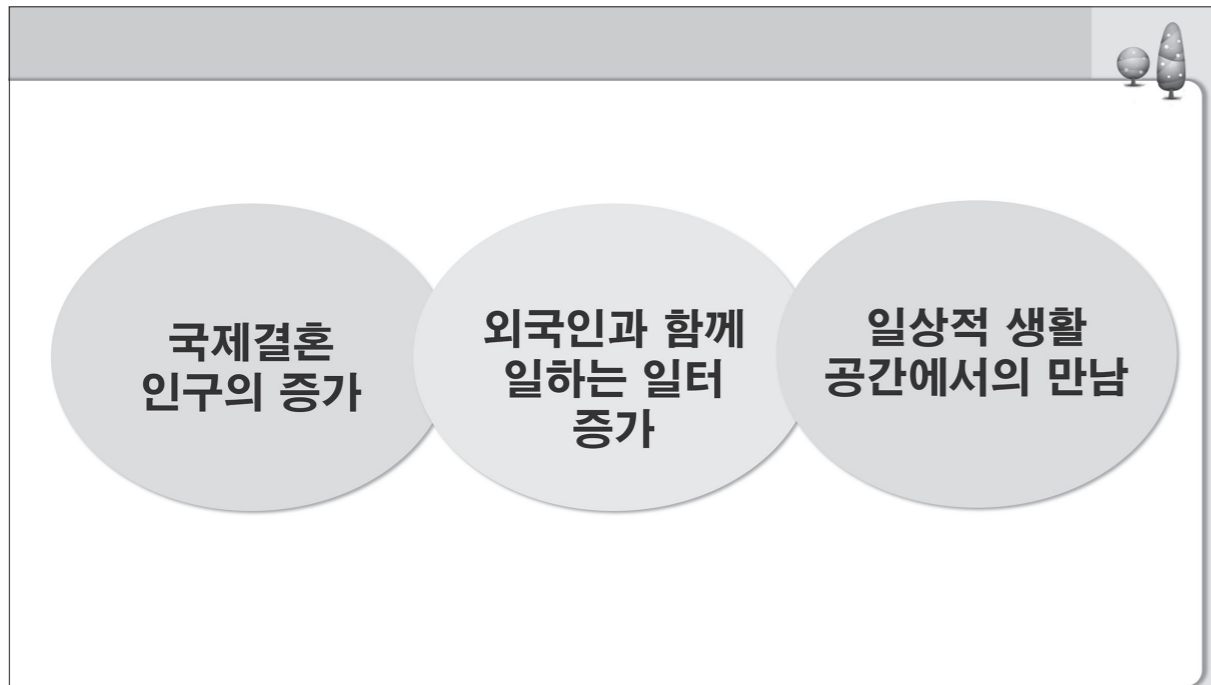 국제결혼
인구의 증가
외국인과 함께
일하는 일터
증가
일상적 생활
공간에서의 만남